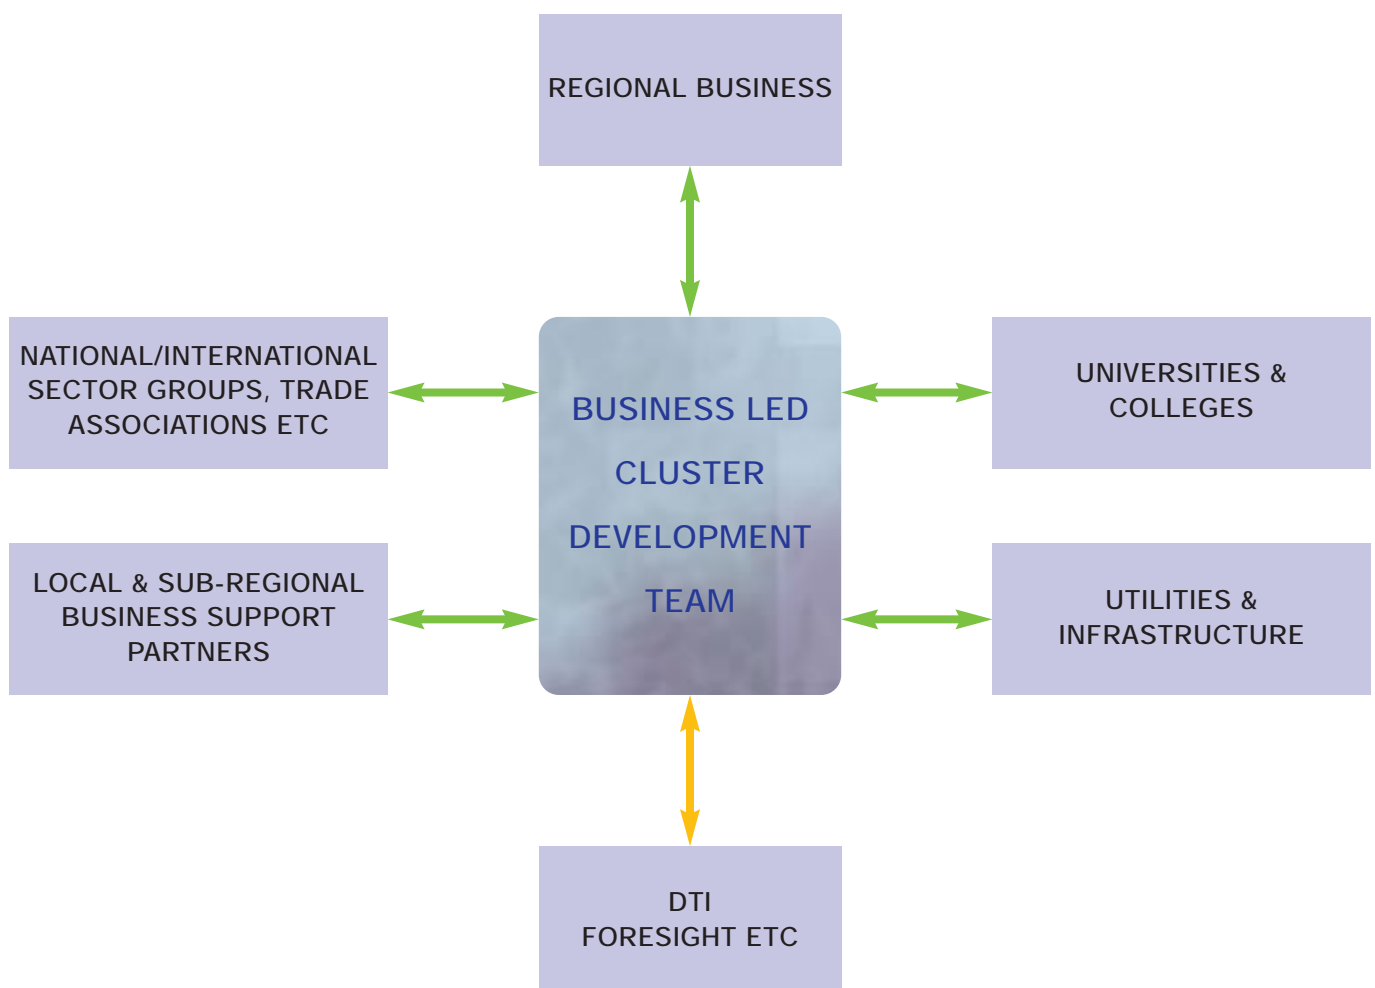 REGIONAL BUSINESS
NATIONAL/INTERNATIONAL
SECTOR GROUPS, TRADE
ASSOCIATIONS ETC
LOCAL & SUB-REGIONAL
BUSINESS SUPPORT
PARTNERS
BUSINESS LED
CLUSTER
DEVELOPMENT
TEAM
UNIVERSITIES &
COLLEGES
UTILITIES &
INFRASTRUCTURE
DTI
FORESIGHT ETC